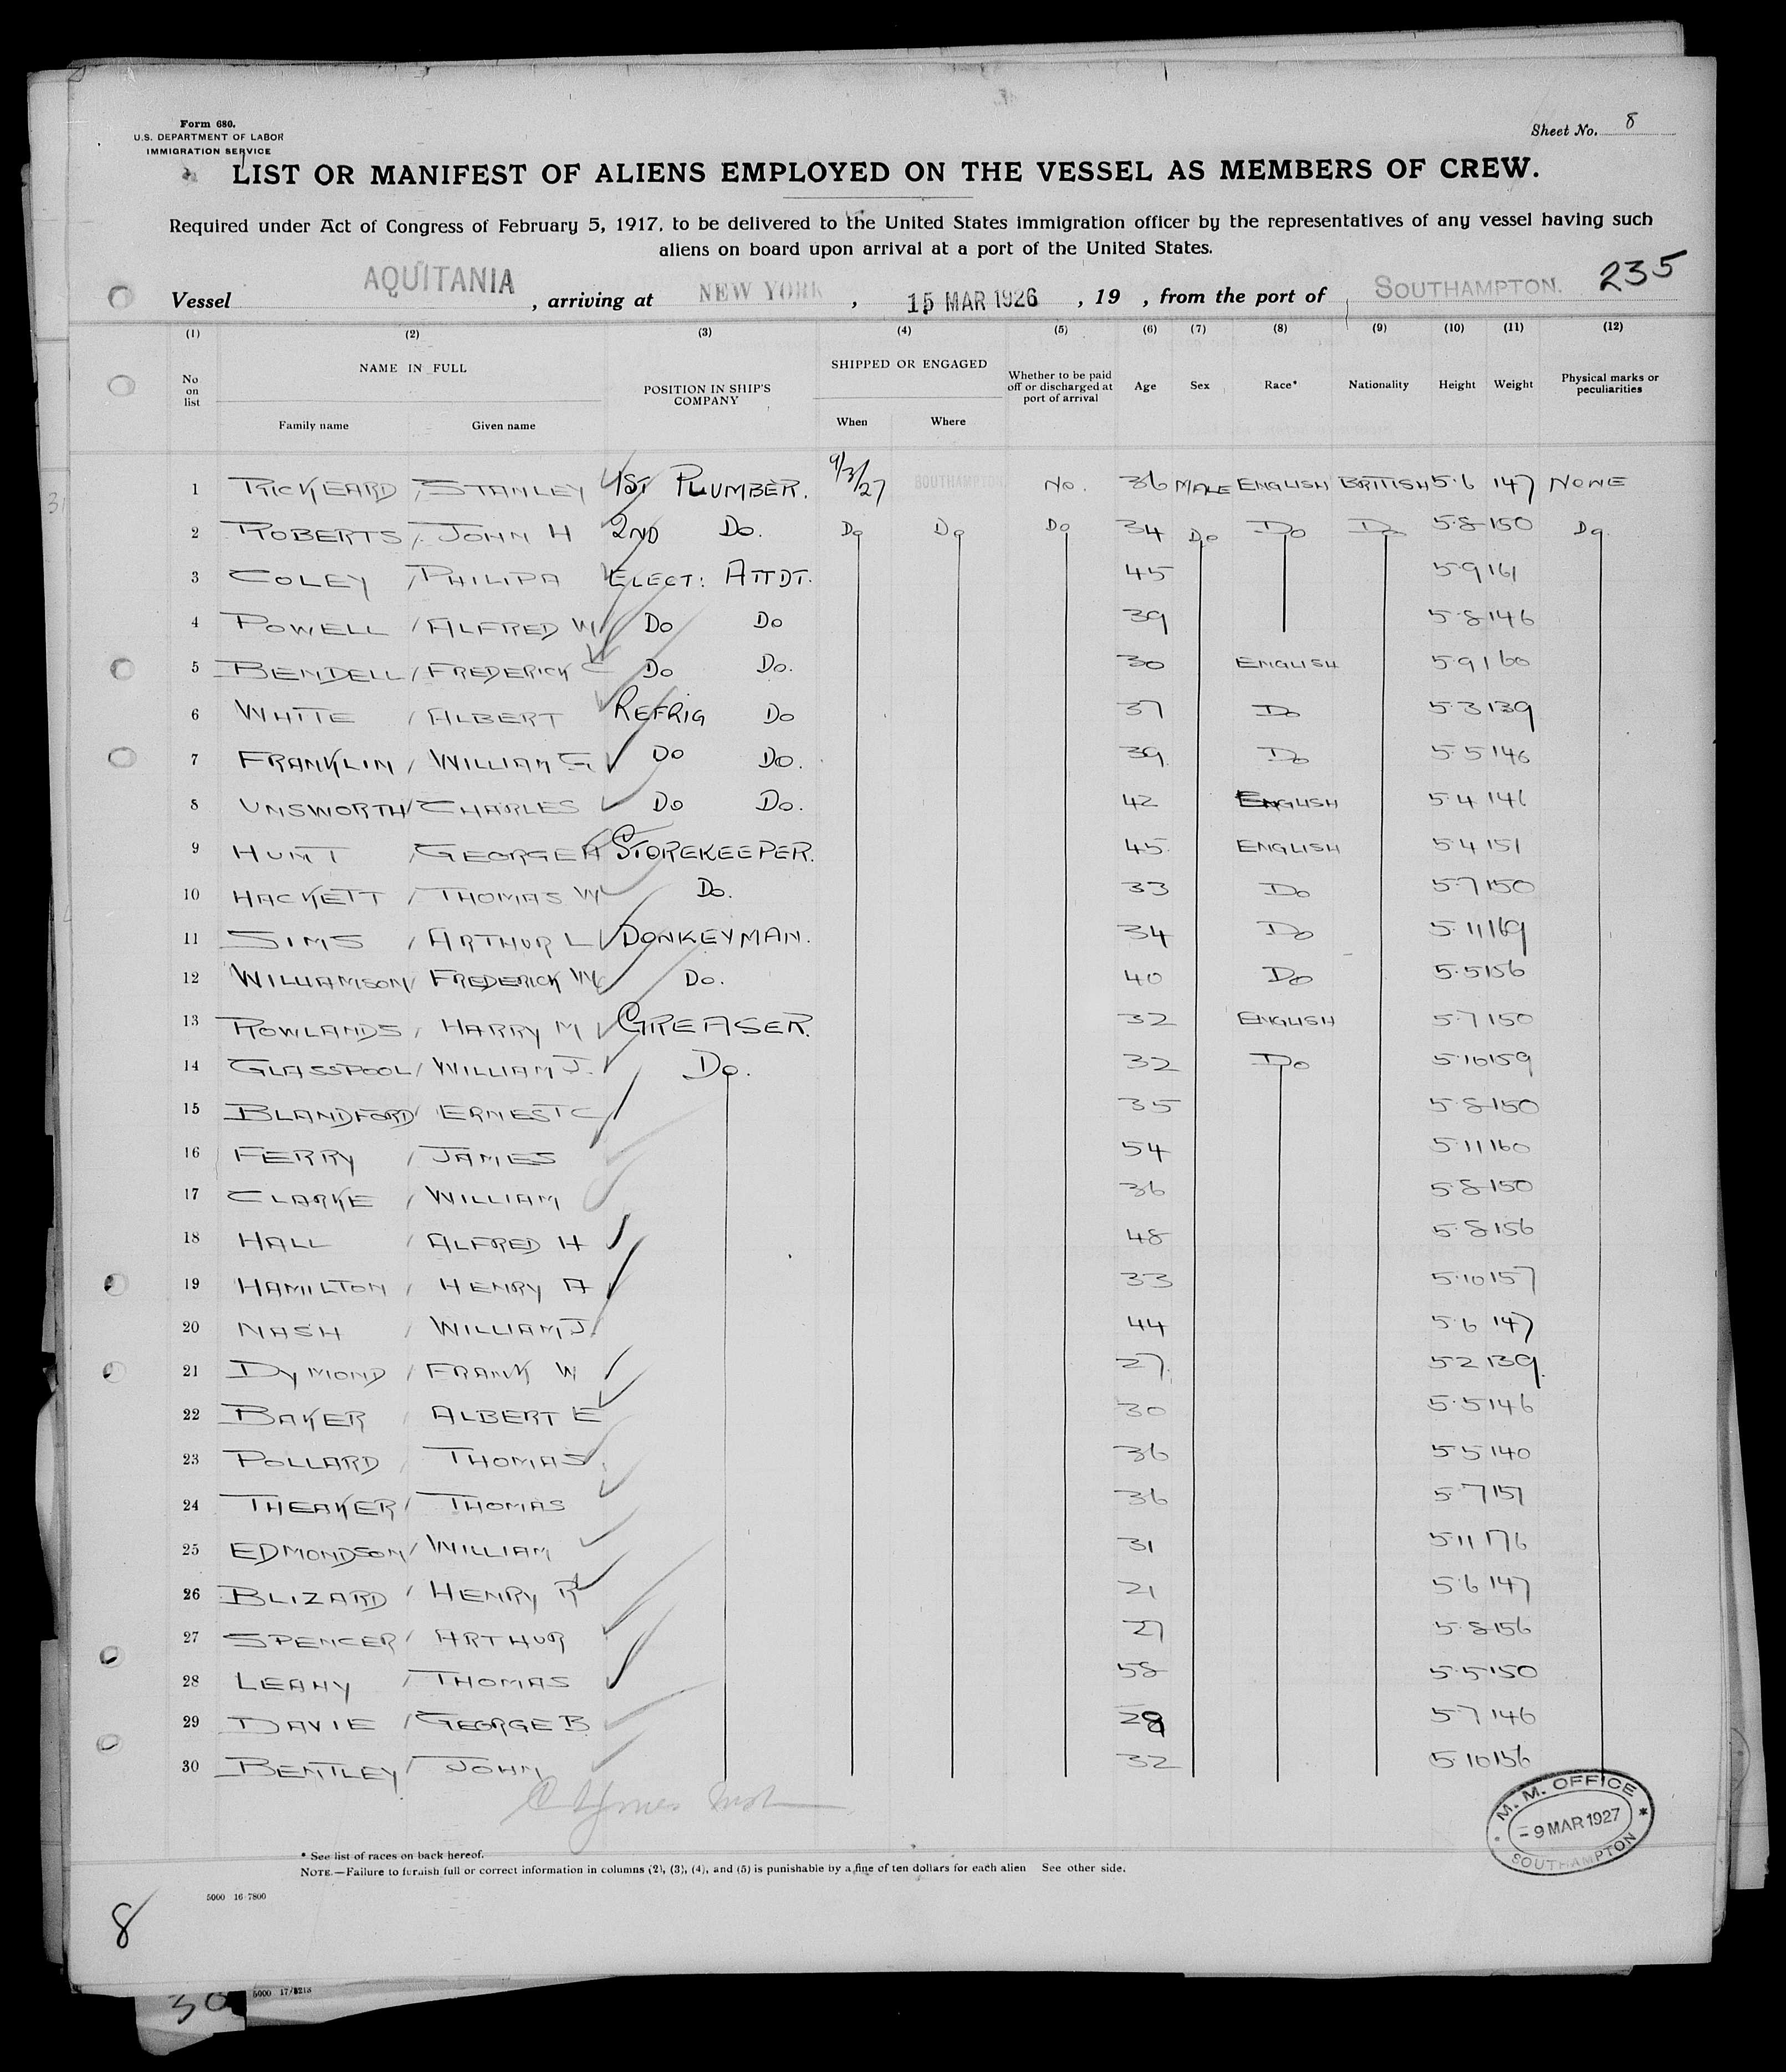 Form 680.
U.S. DEPARTMENT OF LABOR
IMMIGRATION SERVICE
Sheet No. 8
LIST OR MANIFEST OF ALIENS EMPLOYED ON THE VESSEL AS MEMBERS OF CREW.
Required under Act of Congress of February 5, 1917, to be delivered to the United States immigration officer by the representatives of any vessel having such
aliens on board upon arrival at a port of the United States.
235
Vessel AQUITANIA, arriving at NEW YORK, 15 MAR 1926, 19 , from the port of SOUTHAMPTON.
(1) (2) (3) (4) (5) (6) (7) (8) (9) (10) (11) (12)
No on list NAME IN FULL Family name Given name POSITION IN SHIP'S COMPANY SHIPPED OR ENGAGED When Where Whether to be paid off or discharged at port of arrival Age Sex Race* Nationality Height Weight Physical marks or peculiarities
1 RICKEARD / STANLEY 1ST PLUMBER. 9/3/27 SOUTHAMPTON No. 36 MALE ENGLISH BRITISH 5.6 147 NONE
2 ROBERTS / JOHN H 2ND Do. Do Do Do 34 Do Do Do 5.8 150 Do
3 COLEY / PHILIP A ELECT: ATTDT. 45 5.9 161
4 POWELL / ALFRED W Do Do 39 5.8 146
5 BENDELL / FREDERICK C Do Do. 30 ENGLISH 5.9 160
6 WHITE / ALBERT REFRIG Do 37 Do 5.3 139
7 FRANKLIN / WILLIAM G Do Do. 39 Do 5.5 146
8 UNSWORTH / CHARLES Do Do. 42 ENGLISH 5.4 146
9 HUNT / GEORGE H STOREKEEPER. 45 ENGLISH 5.4 151
10 HACKETT / THOMAS W Do. 33 Do 5.7 150
11 SIMS / ARTHUR L DONKEYMAN. 34 Do 5.11 169
12 WILLIAMSON / FREDERICK W Do. 40 Do 5.5 156
13 ROWLANDS / HARRY M GREASER. 32 ENGLISH 5.7 150
14 GLASSPOOL / WILLIAM J. Do. 32 Do 5.10 159
15 BLANDFORD / ERNEST C 35 5.8 150
16 FERRY / JAMES 54 5.11 160
17 CLARKE / WILLIAM 36 5.8 150
18 HALL / ALFRED H 48 5.8 156
19 HAMILTON / HENRY A 33 5.10 157
20 NASH / WILLIAM J. 44 5.6 147
21 DYMOND / FRANK W 27. 5.2 139.
22 BAKER / ALBERT E 30 5.5 146
23 POLLARD / THOMAS 36 5.5 140
24 THEAKER / THOMAS 36 5.7 151
25 EDMONDSON / WILLIAM 31 5.11 176
26 BLIZARD / HENRY R 21 5.6 147
27 SPENCER / ARTHUR 27 5.8 156
28 LEAHY / THOMAS 58 5.5 150
29 DAVIE / GEORGE B 29 5.7 146
30 BENTLEY / JOHN 32 5.10 156
M. M. OFFICE
- 9 MAR 1927
SOUTHAMPTON
* See list of races on back hereof.
NOTE.—Failure to furnish full or correct information in columns (2), (3), (4), and (5) is punishable by a fine of ten dollars for each alien See other side.
5000 16/7800
8
30 5000 17/8213